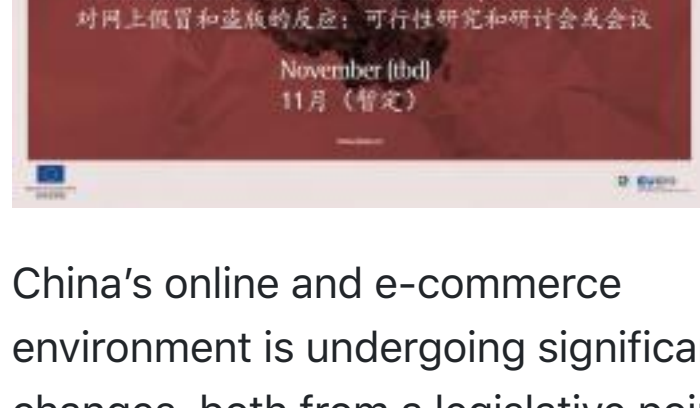 对网上假冒和盗版的反应：可行性研究和研讨会或会议
November (tbd)
11月（暂定）
China’s online and e-commerce
environment is undergoing significa
changes, both from a legislative poi